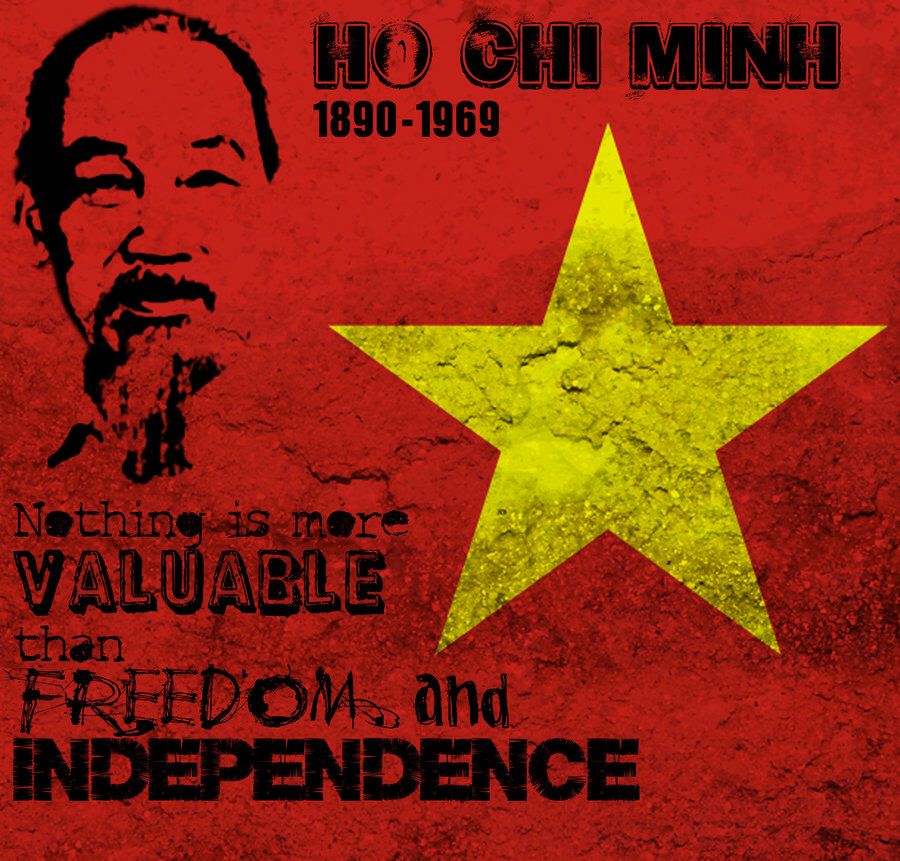 HO CHI MINH
1890-1969
Nothing is more
VALUABLE
than
FREEDOM and
INDEPENDENCE